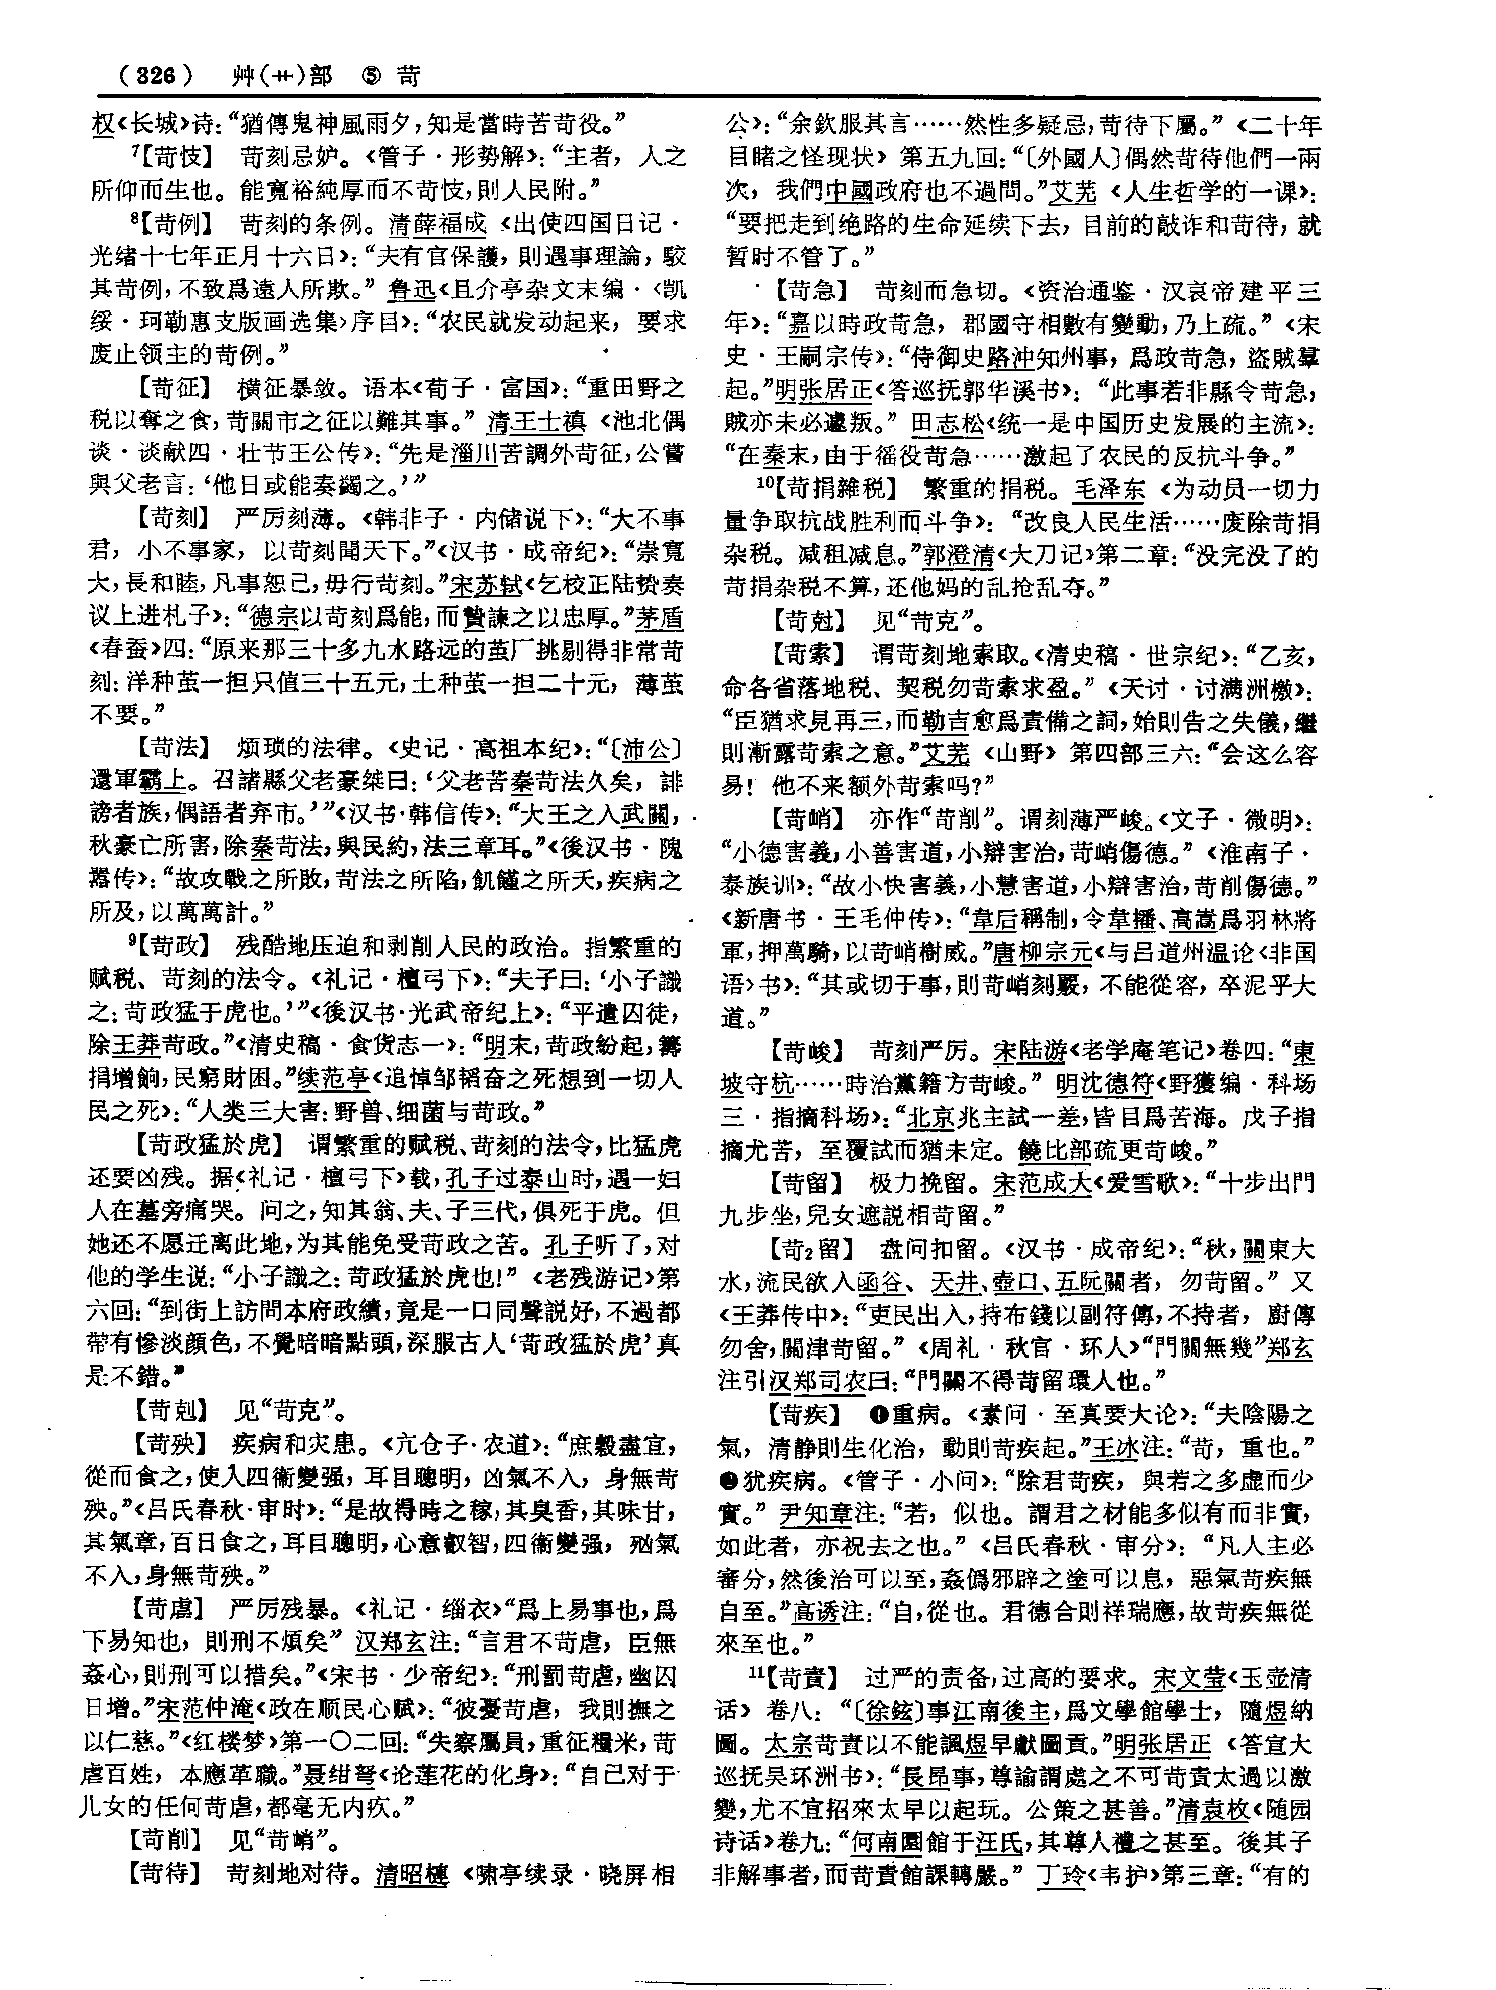 （326） 艸(艹)部 ⑤ 苛
权《长城》诗：“猶傳鬼神風雨夕，知是當時苦苛役。”
7【苛忮】 苛刻忌妒。《管子·形势解》：“主者，人之
所仰而生也。能寬裕純厚而不苛忮，則人民附。”
8【苛例】 苛刻的条例。清薛福成《出使四国日记·
光绪十七年正月十六日》：“夫有官保護，則遇事理論，駁
其苛例，不致爲遠人所欺。”鲁迅《且介亭杂文末编·〈凯
绥·珂勒惠支版画选集〉序目》：“农民就发动起来，要求
废止领主的苛例。”
【苛征】 横征暴敛。语本《荀子·富国》：“重田野之
税以奪之食，苛關市之征以難其事。”清王士禛《池北偶
谈·谈献四·壮节王公传》：“先是淄川苦調外苛征，公嘗
與父老言：‘他日或能奏蠲之。’”
【苛刻】 严厉刻薄。《韩非子·内储说下》：“大不事
君，小不事家，以苛刻聞天下。”《汉书·成帝纪》：“崇寬
大，長和睦，凡事恕己，毋行苛刻。”宋苏轼《乞校正陆贽奏
议上进札子》：“德宗以苛刻爲能，而贄諫之以忠厚。”茅盾
《春蚕》四：“原来那三十多九水路远的茧厂挑剔得非常苛
刻：洋种茧一担只值三十五元，土种茧一担二十元，薄茧
不要。”
【苛法】 烦琐的法律。《史记·高祖本纪》：“〔沛公〕
還軍霸上。召諸縣父老豪桀曰：‘父老苦秦苛法久矣，誹
謗者族，偶語者弃市。’”《汉书·韩信传》：“大王之入武關，
秋豪亡所害，除秦苛法，與民約，法三章耳。”《後汉书·隗
嚣传》：“故攻戰之所敗，苛法之所陷，飢饉之所夭，疾病之
所及，以萬萬計。”
9【苛政】 残酷地压迫和剥削人民的政治。指繁重的
赋税、苛刻的法令。《礼记·檀弓下》：“夫子曰：‘小子識
之：苛政猛于虎也。’”《後汉书·光武帝纪上》：“平遣囚徒，
除王莽苛政。”《清史稿·食货志一》：“明末，苛政紛起，籌
捐增餉，民窮財困。”续范亭《追悼邹韬奋之死想到一切人
民之死》：“人类三大害：野兽、细菌与苛政。”
【苛政猛於虎】 谓繁重的赋税、苛刻的法令，比猛虎
还要凶残。据《礼记·檀弓下》载，孔子过泰山时，遇一妇
人在墓旁痛哭。问之，知其翁、夫、子三代，俱死于虎。但
她还不愿迁离此地，为其能免受苛政之苦。孔子听了，对
他的学生说：“小子識之：苛政猛於虎也！”《老残游记》第
六回：“到街上訪問本府政績，竟是一口同聲説好，不過都
帶有慘淡顔色，不覺暗暗點頭，深服古人‘苛政猛於虎’真
是不錯。”
【苛剋】 见“苛克”。
【苛殃】 疾病和灾患。《亢仓子·农道》：“庶穀盡宜，
從而食之，使人四衞變强，耳目聰明，凶氣不入，身無苛
殃。”《吕氏春秋·审时》：“是故得時之稼，其臭香，其味甘，
其氣章，百日食之，耳目聰明，心意叡智，四衞變强，殈氣
不入，身無苛殃。”
【苛虐】 严厉残暴。《礼记·缁衣》“爲上易事也，爲
下易知也，則刑不煩矣”汉郑玄注：“言君不苛虐，臣無
姦心，則刑可以措矣。”《宋书·少帝纪》：“刑罰苛虐，幽囚
日增。”宋范仲淹《政在顺民心赋》：“彼憂苛虐，我則撫之
以仁慈。”《红楼梦》第一〇二回：“失察屬員，重征糧米，苛
虐百姓，本應革職。”聂绀弩《论莲花的化身》：“自己对于
儿女的任何苛虐，都毫无内疚。”
【苛削】 见“苛峭”。
【苛待】 苛刻地对待。清昭槤《啸亭续录·晓屏相
公》：“余欽服其言……然性多疑忌，苛待下屬。”《二十年
目睹之怪现状》第五九回：“〔外國人〕偶然苛待他們一兩
次，我們中國政府也不過問。”艾芜《人生哲学的一课》：
“要把走到绝路的生命延续下去，目前的敲诈和苛待，就
暂时不管了。”
【苛急】 苛刻而急切。《资治通鉴·汉哀帝建平三
年》：“嘉以時政苛急，郡國守相數有變動，乃上疏。”《宋
史·王嗣宗传》：“侍御史路沖知州事，爲政苛急，盜賊羣
起。”明张居正《答巡抚郭华溪书》：“此事若非縣令苛急，
賊亦未必遽叛。”田志松《统一是中国历史发展的主流》：
“在秦末，由于徭役苛急……激起了农民的反抗斗争。”
10【苛捐雜税】 繁重的捐税。毛泽东《为动员一切力
量争取抗战胜利而斗争》：“改良人民生活……废除苛捐
杂税。减租减息。”郭澄清《大刀记》第二章：“没完没了的
苛捐杂税不算，还他妈的乱抢乱夺。”
【苛尅】 见“苛克”。
【苛索】 谓苛刻地索取。《清史稿·世宗纪》：“乙亥，
命各省落地税、契税勿苛索求盈。”《天讨·讨满洲檄》：
“臣猶求見再三，而勒吉愈爲責備之詞，始則告之失儀，繼
則漸露苛索之意。”艾芜《山野》第四部三六：“会这么容
易！他不来额外苛索吗？”
【苛峭】 亦作“苛削”。谓刻薄严峻。《文子·微明》：
“小德害義，小善害道，小辯害治，苛峭傷德。”《淮南子·
泰族训》：“故小快害義，小慧害道，小辯害治，苛削傷德。”
《新唐书·王毛仲传》：“韋后稱制，令韋播、高嵩爲羽林將
軍，押萬騎，以苛峭樹威。”唐柳宗元《与吕道州温论〈非国
语〉书》：“其或切于事，則苛峭刻覈，不能從容，卒泥乎大
道。”
【苛峻】 苛刻严厉。宋陆游《老学庵笔记》卷四：“東
坡守杭……時治黨籍方苛峻。”明沈德符《野獲编·科场
三·指摘科场》：“北京兆主試一差，皆目爲苦海。戊子指
摘尤苦，至覆試而猶未定。饒比部疏更苛峻。”
【苛留】 极力挽留。宋范成大《爱雪歌》：“十步出門
九步坐，兒女遮説相苛留。”
【苛2留】 盘问扣留。《汉书·成帝纪》：“秋，關東大
水，流民欲入函谷、天井、壺口、五阮關者，勿苛留。”又
《王莽传中》：“吏民出入，持布錢以副符傳，不持者，廚傳
勿舍，關津苛留。”《周礼·秋官·环人》“門關無幾”郑玄
注引汉郑司农曰：“門關不得苛留環人也。”
【苛疾】 ❶重病。《素问·至真要大论》：“夫陰陽之
氣，清静則生化治，動則苛疾起。”王冰注：“苛，重也。”
❷犹疾病。《管子·小问》：“除君苛疾，與若之多虚而少
實。”尹知章注：“若，似也。謂君之材能多似有而非實，
如此者，亦祝去之也。”《吕氏春秋·审分》：“凡人主必
審分，然後治可以至，姦僞邪辟之塗可以息，惡氣苛疾無
自至。”高诱注：“自，從也。君德合則祥瑞應，故苛疾無從
來至也。”
11【苛責】 过严的责备，过高的要求。宋文莹《玉壶清
话》卷八：“〔徐鉉〕事江南後主，爲文學館學士，隨煜纳
圖。太宗苛責以不能諷煜早獻圖貢。”明张居正《答宣大
巡抚吴环洲书》：“長昂事，尊諭謂處之不可苛責太過以激
變，尤不宜招來太早以起玩。公策之甚善。”清袁枚《随园
诗话》卷九：“何南園館于汪氏，其尊人禮之甚至。後其子
非解事者，而苛責館課轉嚴。”丁玲《韦护》第三章：“有的